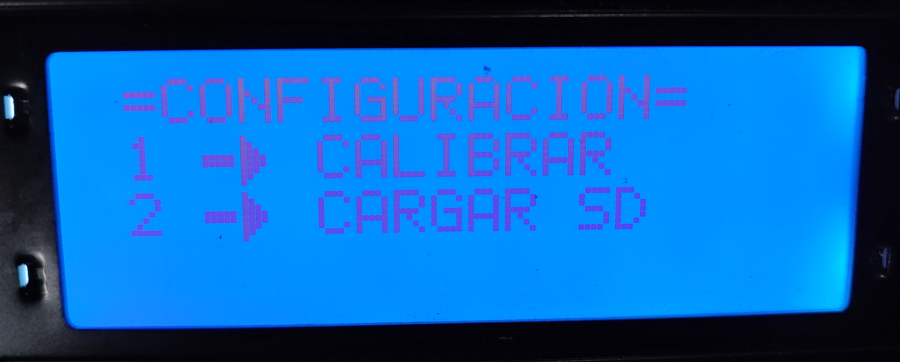 =CONFIGURACION=
1 → CALIBRAR
2 → CARGAR SD